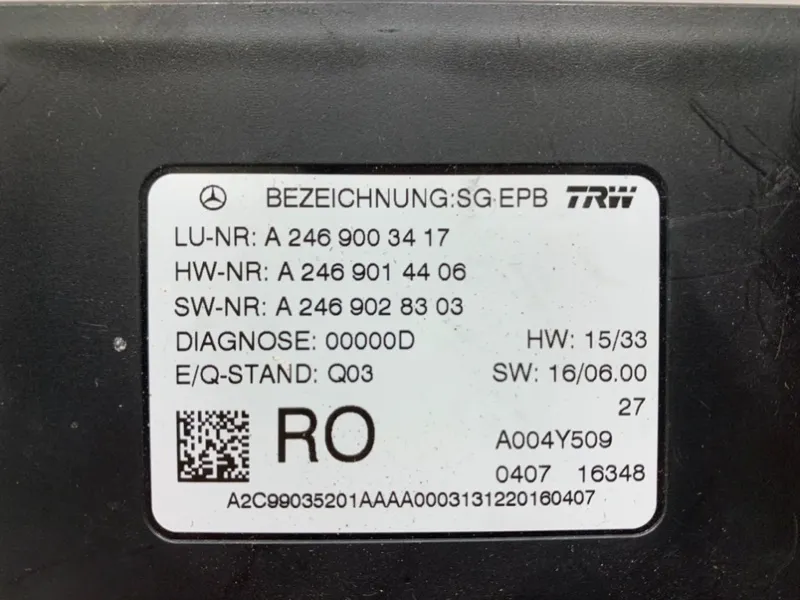 BEZEICHNUNG:SG EPB TRW
LU-NR: A 246 900 34 17
HW-NR: A 246 901 44 06
SW-NR: A 246 902 83 03
DIAGNOSE: 00000D HW: 15/33
E/Q-STAND: Q03 SW: 16/06.00
27
RO A004Y509
0407 16348
A2C99035201AAAA0003131220160407